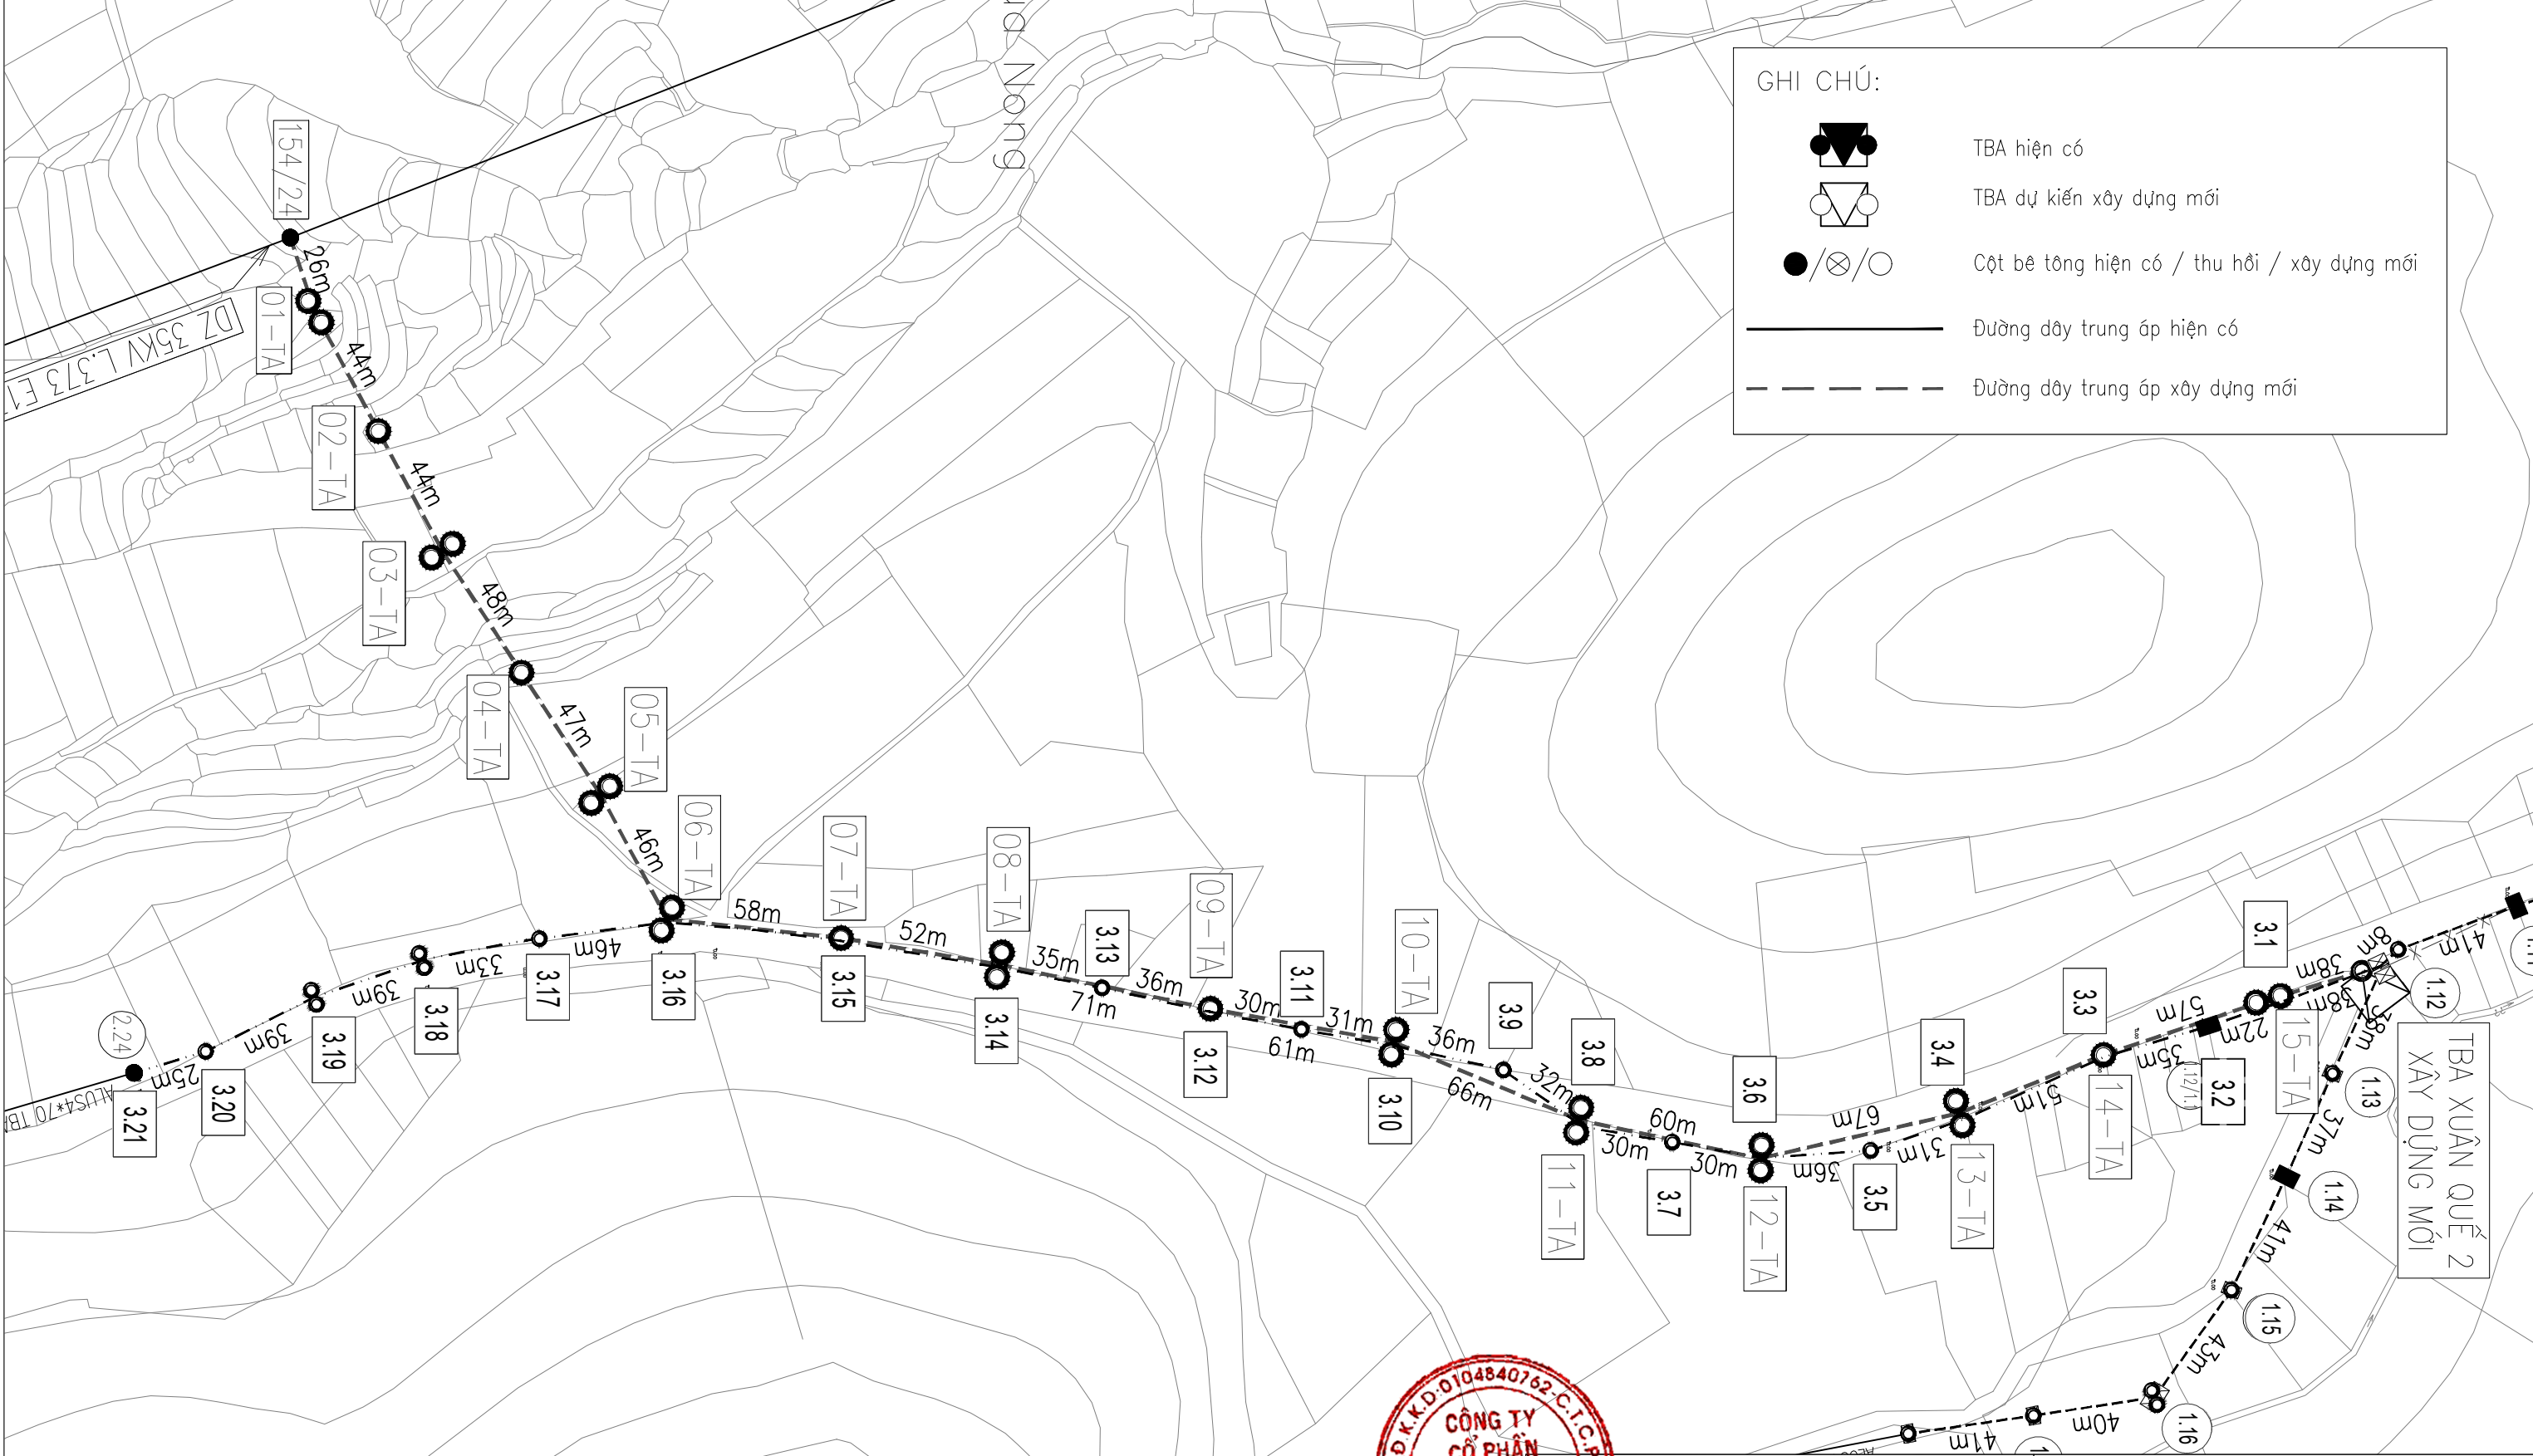 GHI CHÚ:
TBA hiện có
TBA dự kiến xây dựng mới
Cột bê tông hiện có / thu hồi / xây dựng mới
Đường dây trung áp hiện có
Đường dây trung áp xây dựng mới
Nong
154/24
26m
01-TA
DZ 35KV L.373
44m
02-TA
44m
03-TA
48m
04-TA
47m
05-TA
46m
06-TA
58m
07-TA
52m
08-TA
35m
3.13
36m
71m
09-TA
30m
3.11
31m
61m
10-TA
36m
3.9
32m
66m
3.8
60m
30m
30m
3.6
67m
36m
31m
3.4
51m
3.3
57m
35m
22m
3.1
38m
38m
8m
41m
1.12
38m
1.13
37m
1.14
41m
1.15
43m
1.16
40m
41m
TBA XUÂN QUẾ 2
XÂY DỰNG MỚI
15-TA
3.2
14-TA
13-TA
3.5
12-TA
3.7
11-TA
3.10
3.12
3.14
3.15
3.16
46m
3.17
33m
3.18
39m
3.19
39m
3.20
25m
3.21
2.24
ALUS4*70 TBA
Đ.K.K.D:0104840762-C.T.C.P
CÔNG TY
CỔ PHẦN